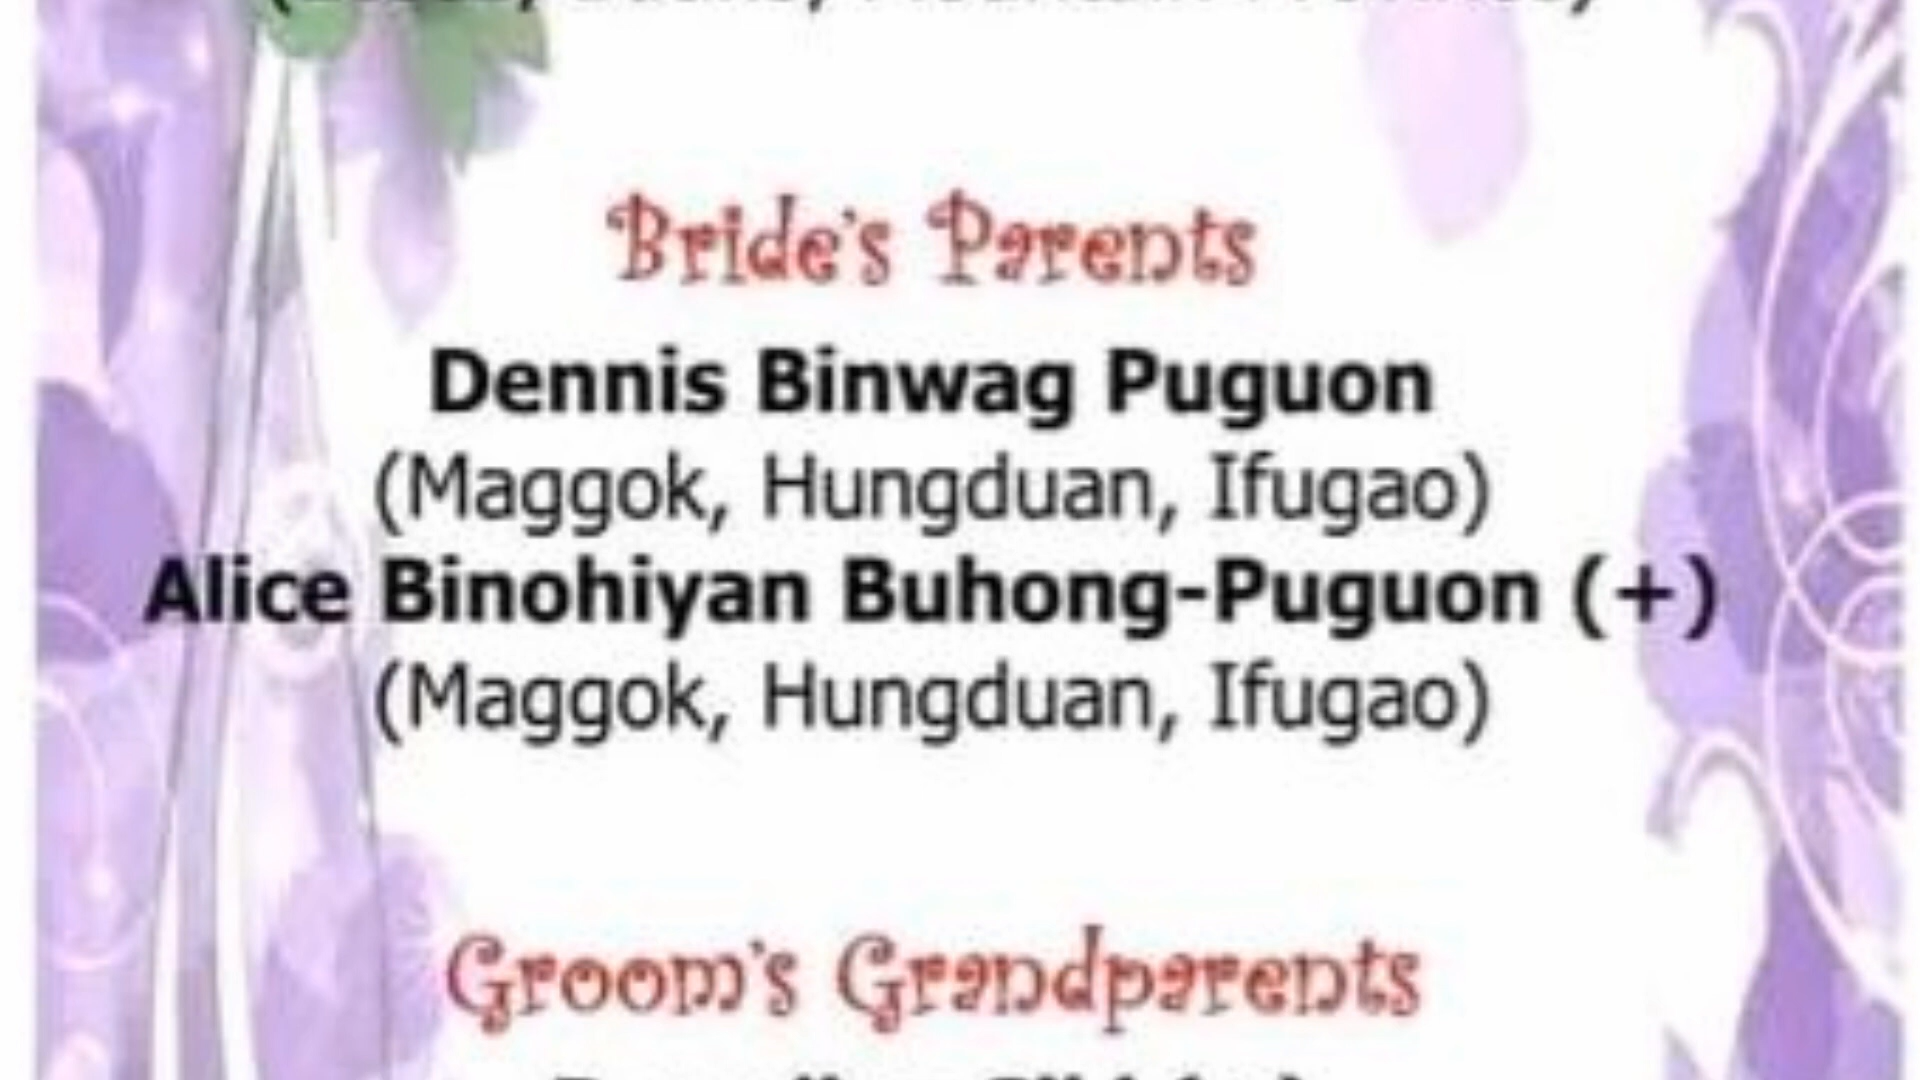 Bride's Parents
Dennis Binwag Puguon
(Maggok, Hungduan, Ifugao)
Alice Binohiyan Buhong-Puguon (+)
(Maggok, Hungduan, Ifugao)
Groom's Grandparents